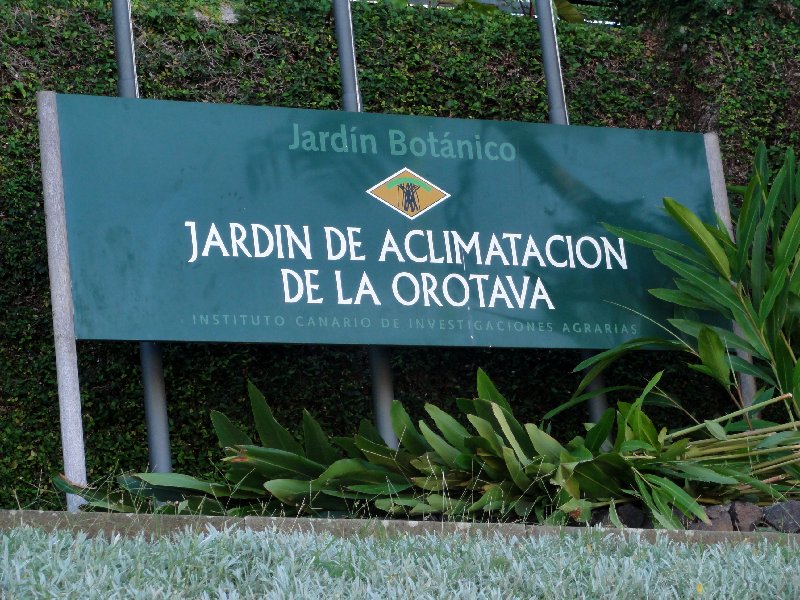 Jardín Botánico
JARDIN DE ACLIMATACION
DE LA OROTAVA
INSTITUTO CANARIO DE INVESTIGACIONES AGRARIAS